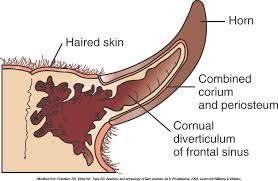 Horn
Haired skin
Combined
corium
and periosteum
Cornual
diverticulum
of frontal sinus